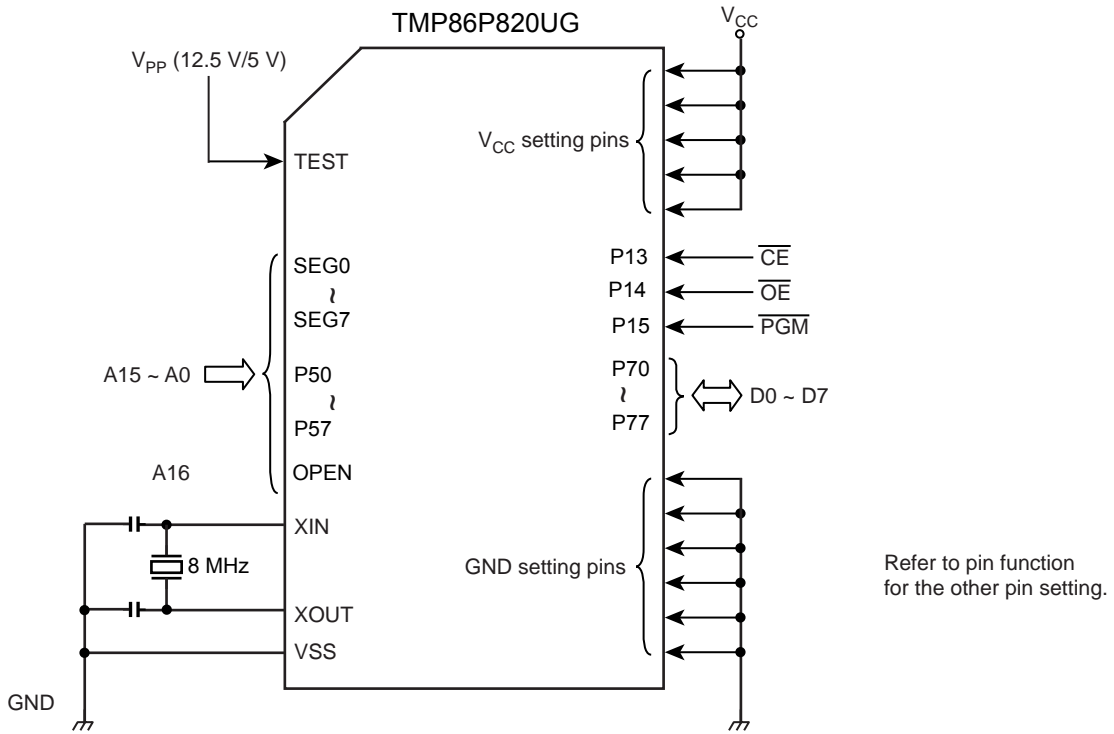 TMP86P820UG
VCC
VPP (12.5 V/5 V)
VCC setting pins
TEST
SEG0
~
SEG7
A15 ~ A0
P50
~
P57
A16
OPEN
XIN
8 MHz
XOUT
VSS
GND
P13
CE
P14
OE
P15
PGM
P70
~
P77
D0 ~ D7
GND setting pins
Refer to pin function
for the other pin setting.